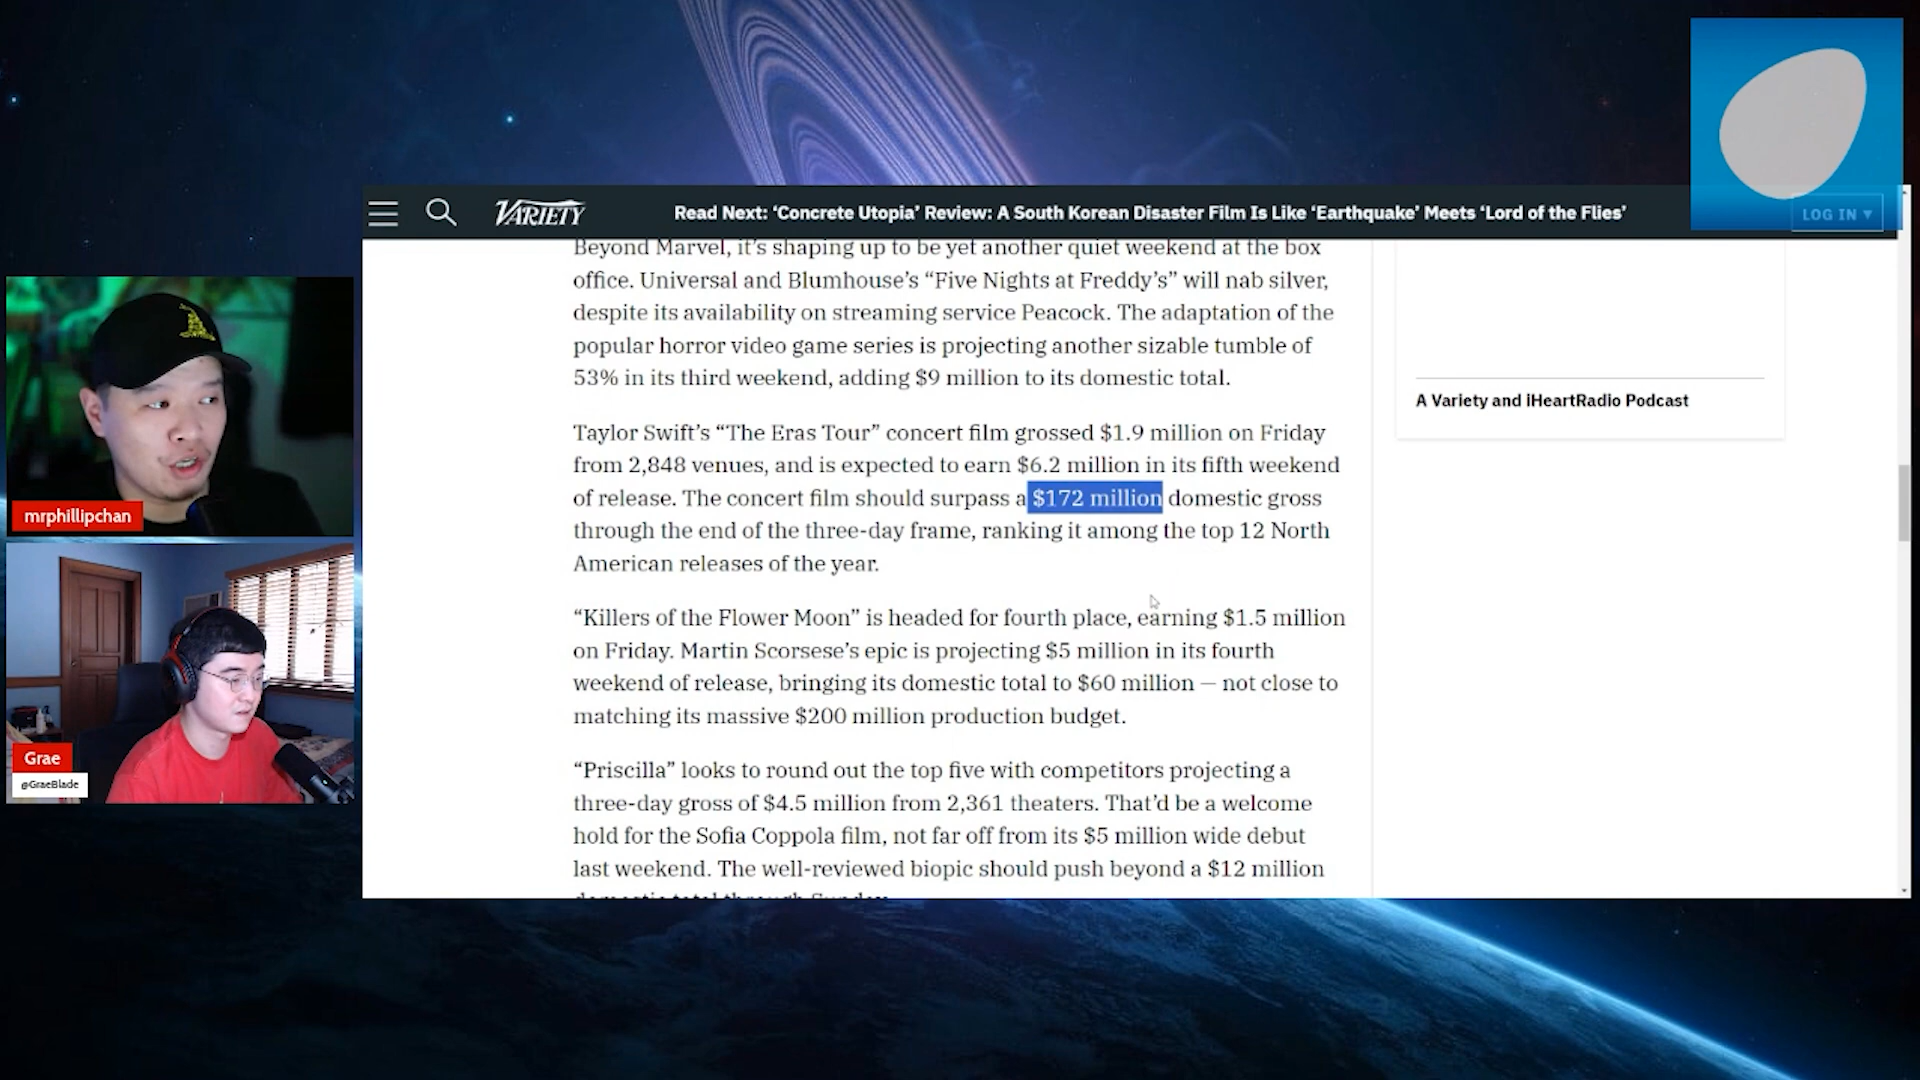 VARIETY
Read Next: ‘Concrete Utopia’ Review: A South Korean Disaster Film Is Like ‘Earthquake’ Meets ‘Lord of the Flies’
LOG IN ▾
Beyond Marvel, it’s shaping up to be yet another quiet weekend at the box
office. Universal and Blumhouse’s “Five Nights at Freddy’s” will nab silver,
despite its availability on streaming service Peacock. The adaptation of the
popular horror video game series is projecting another sizable tumble of
53% in its third weekend, adding $9 million to its domestic total.
Taylor Swift’s “The Eras Tour” concert film grossed $1.9 million on Friday
from 2,848 venues, and is expected to earn $6.2 million in its fifth weekend
of release. The concert film should surpass a $172 million domestic gross
through the end of the three-day frame, ranking it among the top 12 North
American releases of the year.
“Killers of the Flower Moon” is headed for fourth place, earning $1.5 million
on Friday. Martin Scorsese’s epic is projecting $5 million in its fourth
weekend of release, bringing its domestic total to $60 million — not close to
matching its massive $200 million production budget.
“Priscilla” looks to round out the top five with competitors projecting a
three-day gross of $4.5 million from 2,361 theaters. That’d be a welcome
hold for the Sofia Coppola film, not far off from its $5 million wide debut
last weekend. The well-reviewed biopic should push beyond a $12 million
domestic total through Sunday.
A Variety and iHeartRadio Podcast
mrphillipchan
Grae
@GraeBlade